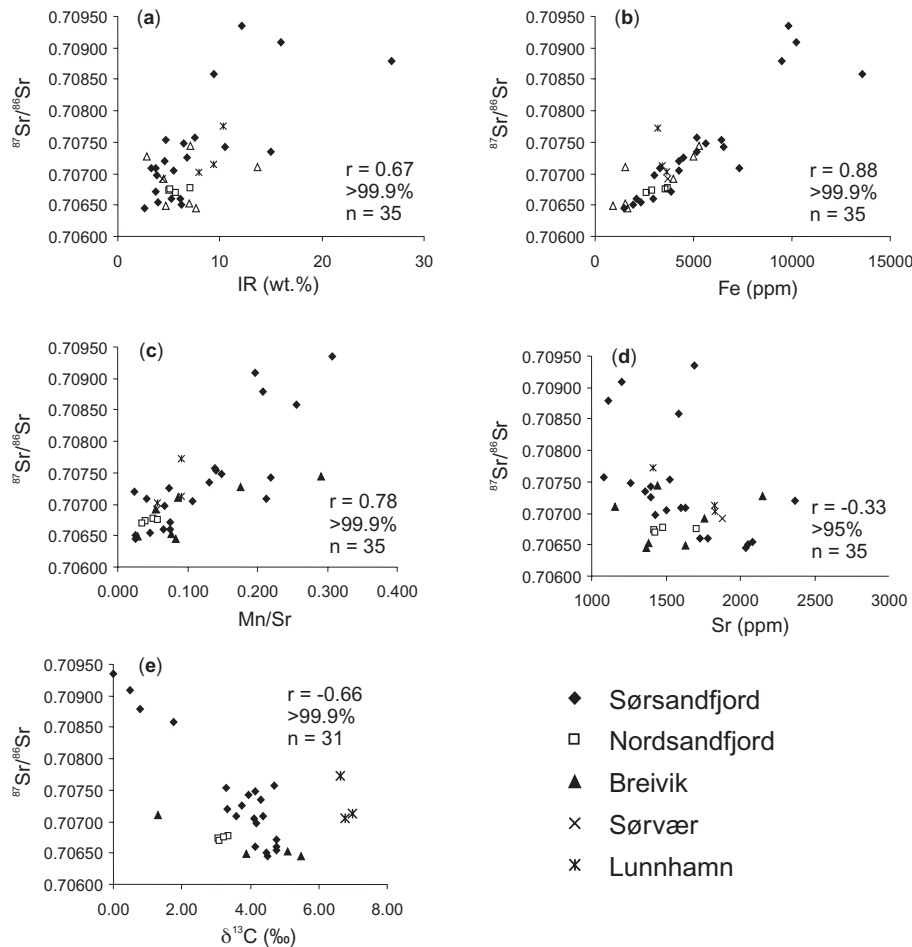 (a)
0.70950
0.70900
0.70850
0.70800
0.70750
0.70700
0.70650
0.70600
87Sr/86Sr
r = 0.67
>99.9%
n = 35
0 10 20 30
IR (wt.%)
(b)
0.70950
0.70900
0.70850
0.70800
0.70750
0.70700
0.70650
0.70600
87Sr/86Sr
r = 0.88
>99.9%
n = 35
0 5000 10000 15000
Fe (ppm)
(c)
0.70950
0.70900
0.70850
0.70800
0.70750
0.70700
0.70650
0.70600
87Sr/86Sr
r = 0.78
>99.9%
n = 35
0.000 0.100 0.200 0.300 0.400
Mn/Sr
(d)
0.70950
0.70900
0.70850
0.70800
0.70750
0.70700
0.70650
0.70600
87Sr/86Sr
r = -0.33
>95%
n = 35
1000 1500 2000 2500 3000
Sr (ppm)
(e)
0.70950
0.70900
0.70850
0.70800
0.70750
0.70700
0.70650
0.70600
87Sr/86Sr
r = -0.66
>99.9%
n = 31
0.00 2.00 4.00 6.00 8.00
δ13C (‰)
Sørsandfjord
Nordsandfjord
Breivik
Sørvær
Lunnhamn